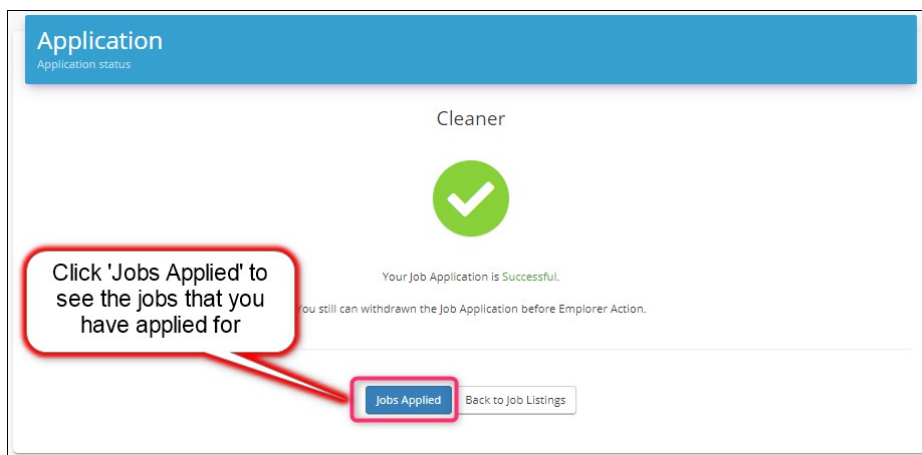 Application
Application status
Cleaner
Click 'Jobs Applied' to
see the jobs that you
have applied for
Your Job Application is Successful.
You still can withdrawn the Job Application before Emplorer Action.
Jobs Applied
Back to Job Listings